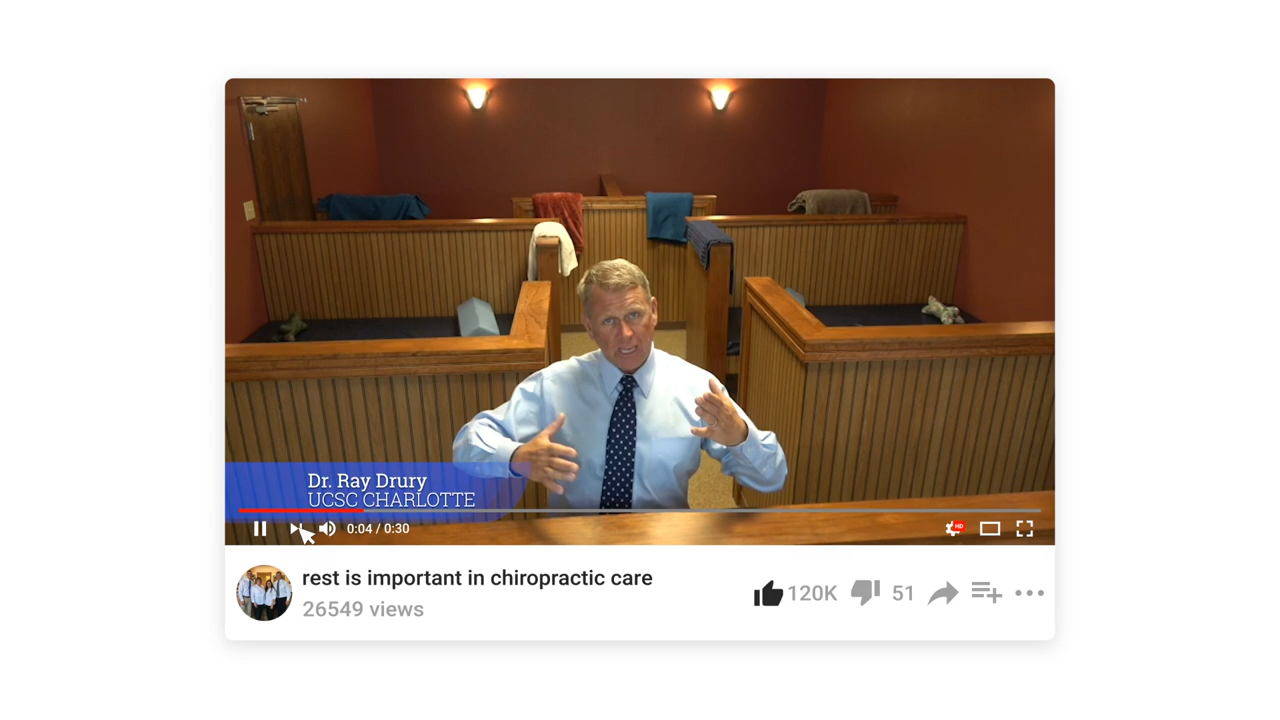 Dr. Ray Drury
UCSC CHARLOTTE
0:04 / 0:30
HD
rest is important in chiropractic care
26549 views
120K
51